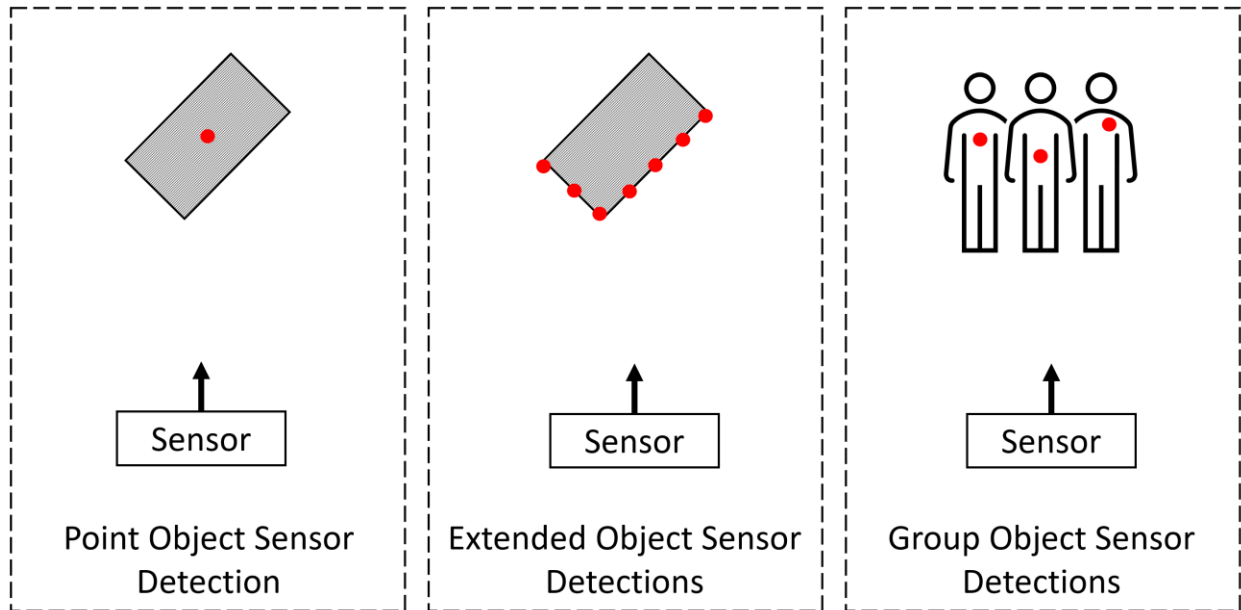 Sensor
Point Object Sensor
Detection
Sensor
Extended Object Sensor
Detections
Sensor
Group Object Sensor
Detections